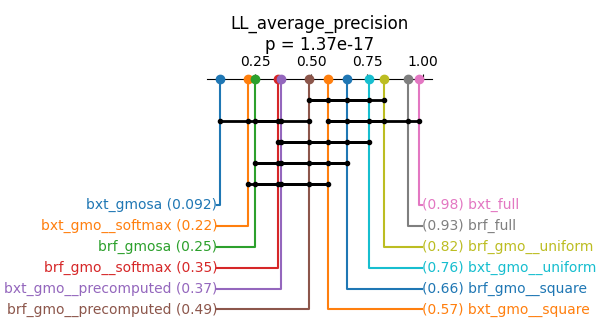 LL_average_precision
p = 1.37e-17
0.25 0.50 0.75 1.00
bxt_gmosa (0.092) (0.98) bxt_full
bxt_gmo__softmax (0.22) (0.93) brf_full
brf_gmosa (0.25) (0.82) brf_gmo__uniform
brf_gmo__softmax (0.35) (0.76) bxt_gmo__uniform
bxt_gmo__precomputed (0.37) (0.66) brf_gmo__square
brf_gmo__precomputed (0.49) (0.57) bxt_gmo__square